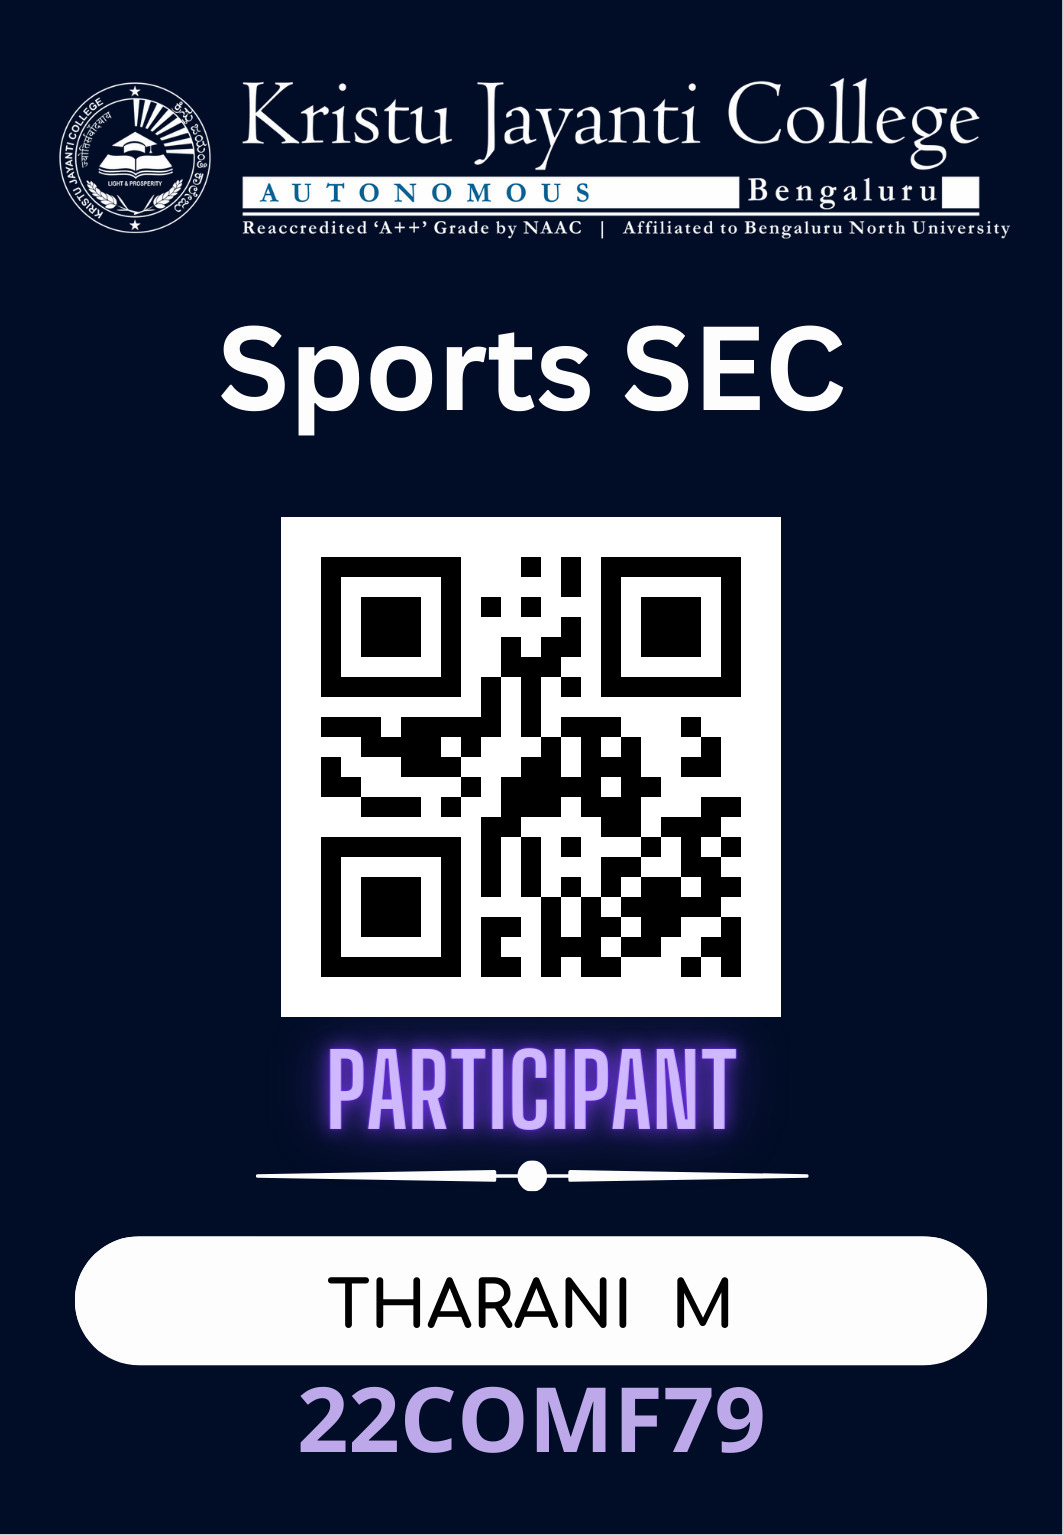 KRISTU JAYANTI COLLEGE
ಕ್ರಿಸ್ತು ಜಯಂತಿ ಕಾಲೇಜು
LIGHT & PROSPERITY
Kristu Jayanti College
AUTONOMOUS Bengaluru
Reaccredited ‘A++’ Grade by NAAC | Affiliated to Bengaluru North University
Sports SEC
PARTICIPANT
THARANI M
22COMF79